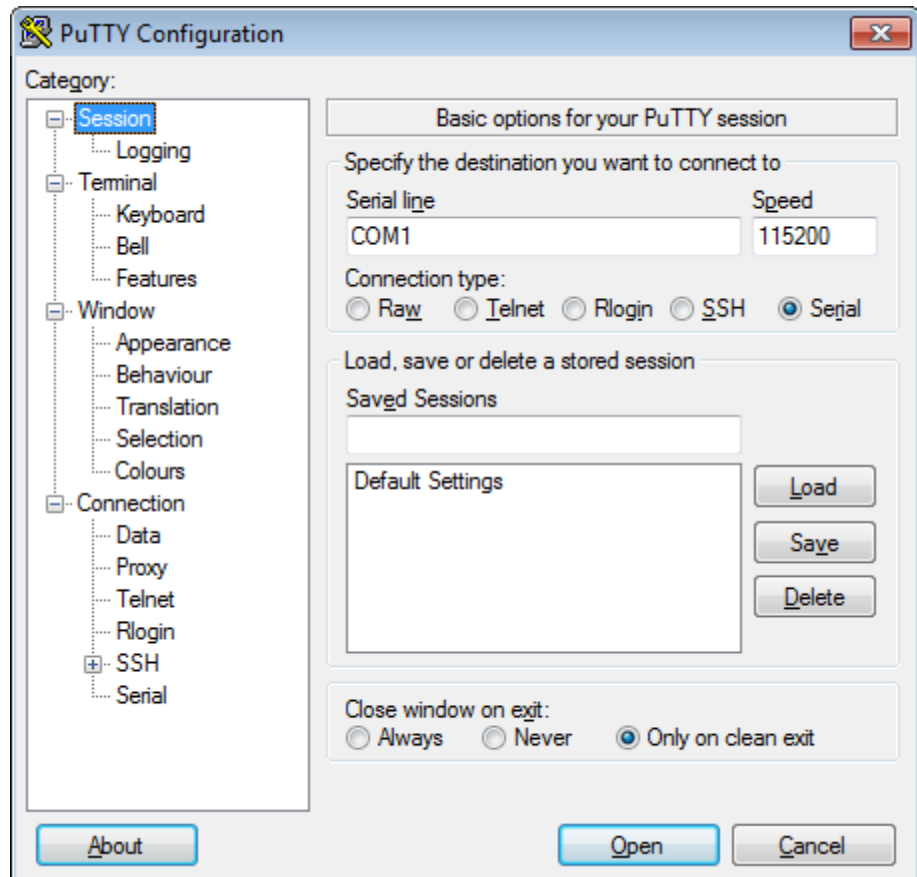 PuTTY Configuration
Category:
Session
Logging
Terminal
Keyboard
Bell
Features
Window
Appearance
Behaviour
Translation
Selection
Colours
Connection
Data
Proxy
Telnet
Rlogin
SSH
Serial
Basic options for your PuTTY session
Specify the destination you want to connect to
Serial line Speed
COM1 115200
Connection type:
Raw Telnet Rlogin SSH Serial
Load, save or delete a stored session
Saved Sessions
Default Settings
Load
Save
Delete
Close window on exit:
Always Never Only on clean exit
About Open Cancel